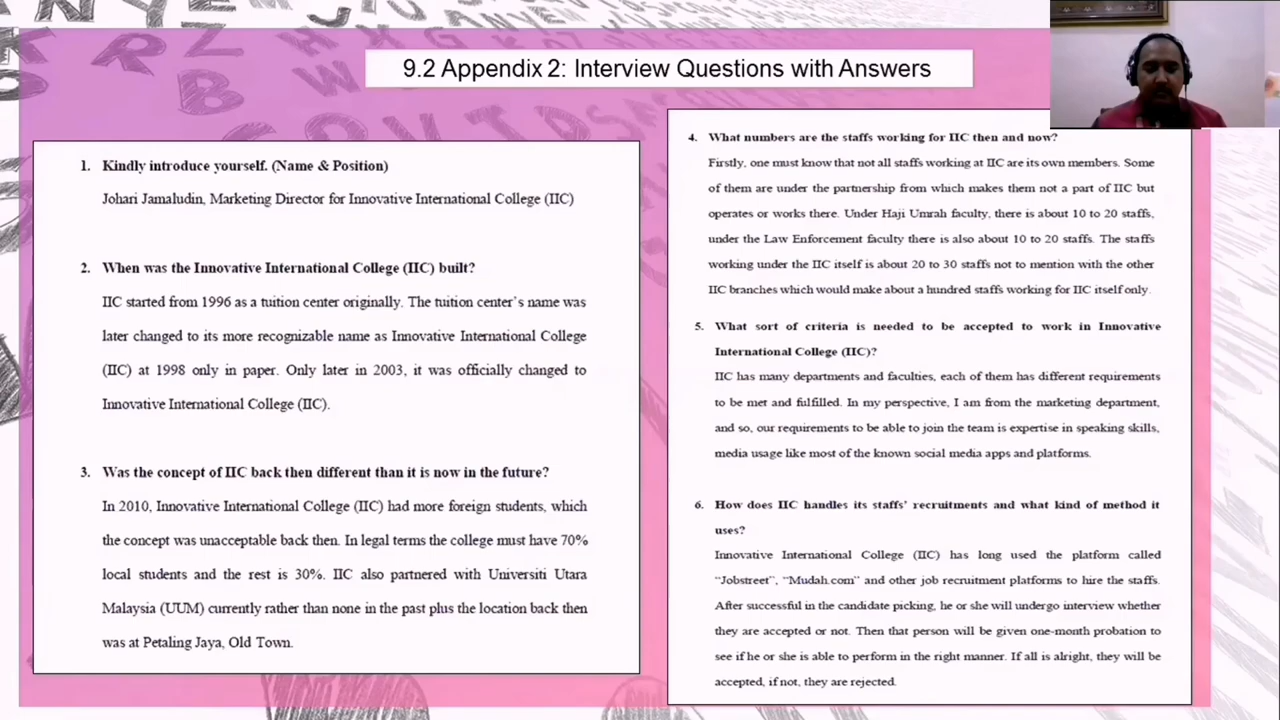 9.2 Appendix 2: Interview Questions with Answers
1. Kindly introduce yourself. (Name & Position)
Johari Jamaludin, Marketing Director for Innovative International College (IIC)
2. When was the Innovative International College (IIC) built?
IIC started from 1996 as a tuition center originally. The tuition center's name was
later changed to its more recognizable name as Innovative International College
(IIC) at 1998 only in paper. Only later in 2003, it was officially changed to
Innovative International College (IIC).
3. Was the concept of IIC back then different than it is now in the future?
In 2010, Innovative International College (IIC) had more foreign students, which
the concept was unacceptable back then. In legal terms the college must have 70%
local students and the rest is 30%. IIC also partnered with Universiti Utara
Malaysia (UUM) currently rather than none in the past plus the location back then
was at Petaling Jaya, Old Town.
4. What numbers are the staffs working for IIC then and now?
Firstly, one must know that not all staffs working at IIC are its own members. Some
of them are under the partnership from which makes them not a part of IIC but
operates or works there. Under Haji Umrah faculty, there is about 10 to 20 staffs,
under the Law Enforcement faculty there is also about 10 to 20 staffs. The staffs
working under the IIC itself is about 20 to 30 staffs not to mention with the other
IIC branches which would make about a hundred staffs working for IIC itself only.
5. What sort of criteria is needed to be accepted to work in Innovative
International College (IIC)?
IIC has many departments and faculties, each of them has different requirements
to be met and fulfilled. In my perspective, I am from the marketing department,
and so, our requirements to be able to join the team is expertise in speaking skills,
media usage like most of the known social media apps and platforms.
6. How does IIC handles its staffs' recruitments and what kind of method it
uses?
Innovative International College (IIC) has long used the platform called
"Jobstreet", "Mudah.com" and other job recruitment platforms to hire the staffs.
After successful in the candidate picking, he or she will undergo interview whether
they are accepted or not. Then that person will be given one-month probation to
see if he or she is able to perform in the right manner. If all is alright, they will be
accepted, if not, they are rejected.